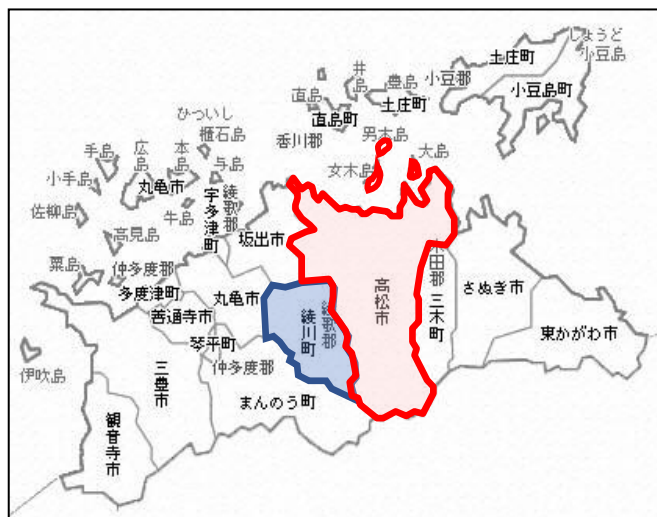 しょうど
小豆島
土庄町
小豆郡
小豆島町
井島
豊島
土庄町
直島
直島町
香川郡
男木島
女木島
大島
ひついし
櫃石島
手島
広島
本島
与島
小手島
丸亀市
牛島
佐柳島
高見島
粟島
仲多度郡
多度津町
善通寺市
琴平町
仲多度郡
まんのう町
綾歌郡
宇多津町
坂出市
丸亀市
綾歌郡
綾川町
高松市
木田郡
三木町
さぬき市
東かがわ市
伊吹島
三豊市
観音寺市